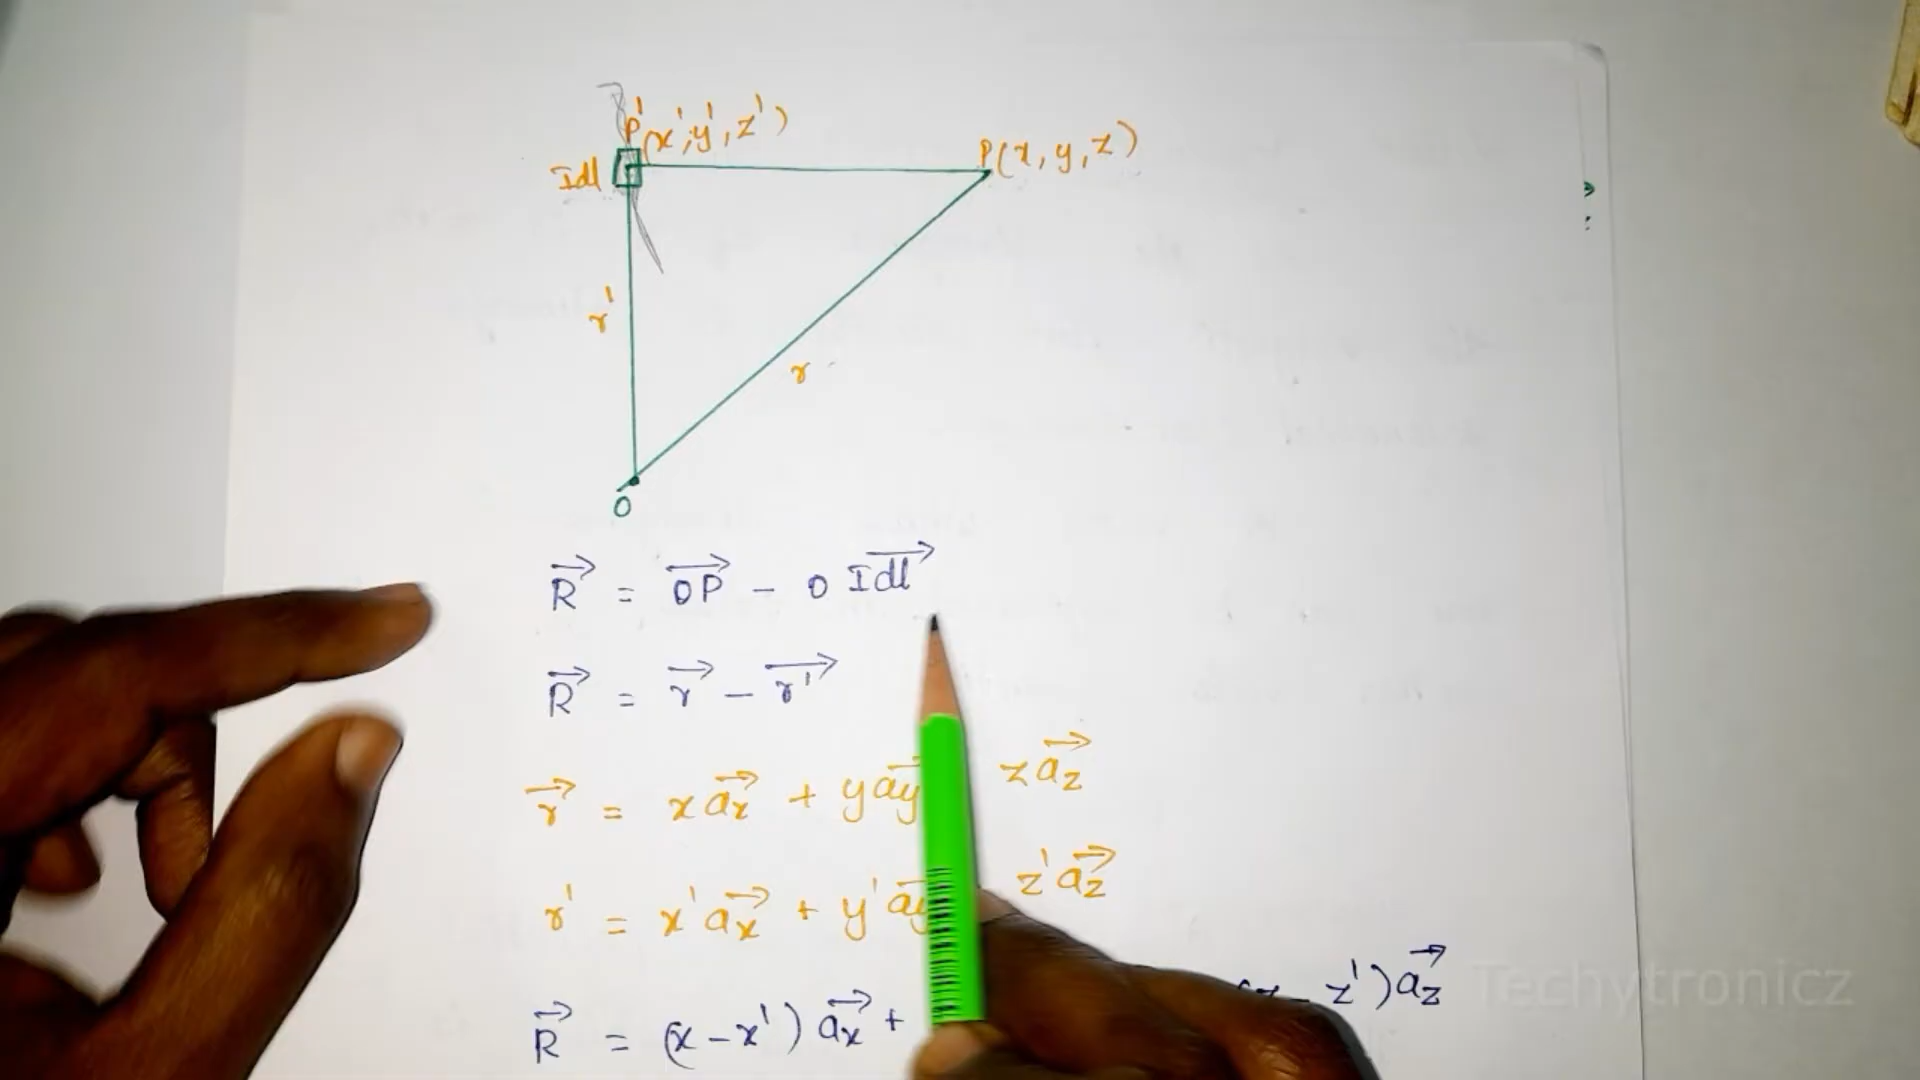 P'(x', y', z')
P(x, y, z)
Idl
r'
r
O
R⃗ = OP⃗ - O Idl⃗
R⃗ = r⃗ - r'⃗
r⃗ = x a⃗x + y a⃗y z a⃗z
r' = x' a⃗x + y' a⃗y z' a⃗z
R⃗ = (x - x') a⃗x + - z') a⃗z
Techytronicz